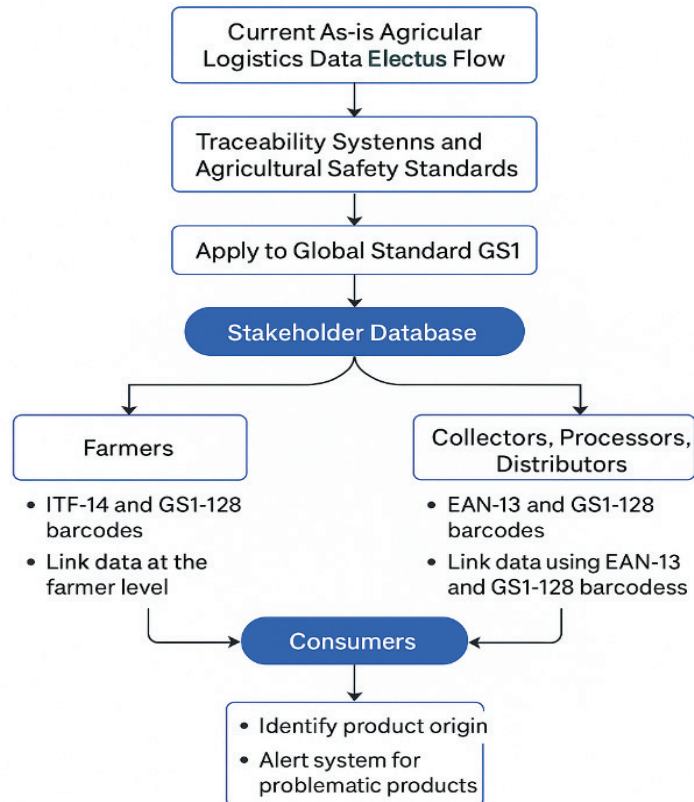 Current As-is Agricular
Logistics Data Electus Flow
Traceability Systenns and
Agricultural Safety Standards
Apply to Global Standard GS1
Stakeholder Database
Farmers
• ITF-14 and GS1-128
barcodes
• Link data at the
farmer level
Collectors, Processors,
Distributors
• EAN-13 and GS1-128
barcodes
• Link data using EAN-13
and GS1-128 barcodess
Consumers
• Identify product origin
• Alert system for
problematic products